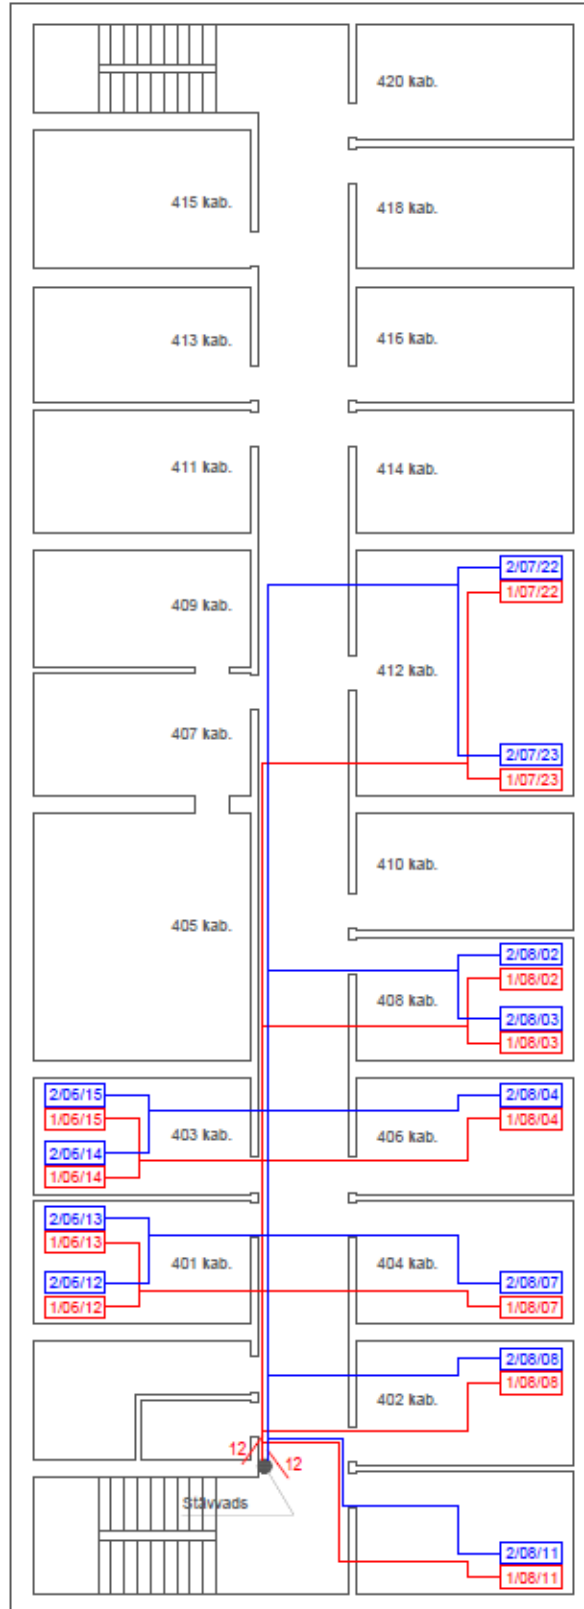 420 kab.
415 kab.
418 kab.
413 kab.
416 kab.
411 kab.
414 kab.
2/07/22
1/07/22
409 kab.
412 kab.
407 kab.
2/07/23
1/07/23
410 kab.
405 kab.
2/08/02
1/08/02
408 kab.
2/08/03
1/08/03
2/06/15
1/06/15
403 kab.
2/06/14
1/06/14
2/08/04
1/08/04
406 kab.
2/06/13
1/06/13
401 kab.
2/06/12
1/06/12
404 kab.
2/08/07
1/08/07
2/08/08
1/08/08
402 kab.
12
12
Stāvvads
2/08/11
1/08/11